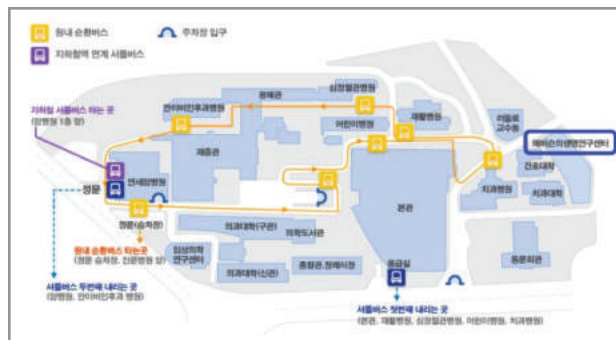 원내 순환버스
주차장 입구
지하철역 연계 셔틀버스
심장혈관병원
광혜관
안이비인후과병원
어린이병원
재활병원
에비슨의생명연구센터
간호대학
지하철 셔틀버스 타는 곳
(암병원 1층 앞)
제중관
치과병원
치과대학
정문
연세암병원
본관
정문(승차장)
의과대학(구관)
의학도서관
원내 순환버스 타는곳
(정문 승차장, 전문병원 앞)
임상의학
연구센터
의과대학(신관)
종합관, 장례식장
응급실
동문회관
셔틀버스 두번째 내리는 곳
(암병원, 안이비인후과 병원)
셔틀버스 첫번째 내리는 곳
(본관, 재활병원, 심장혈관병원, 어린이병원, 치과병원)